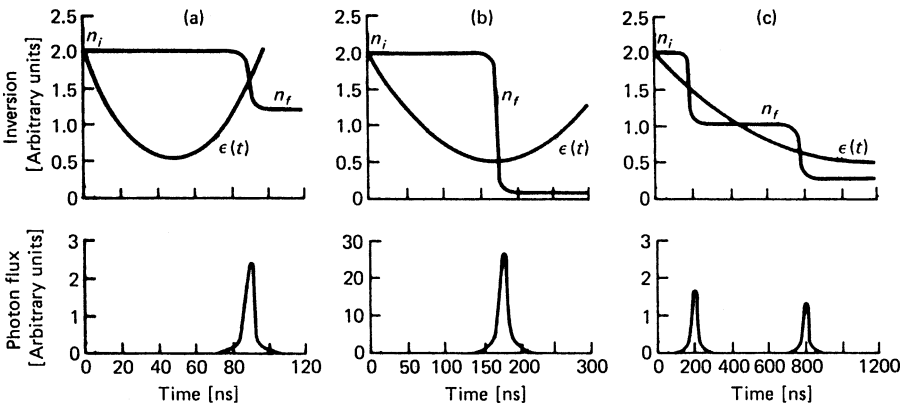 (a)
Inversion
[Arbitrary units]
2.5
2.0
1.5
1.0
0.5
0
n_i
n_f
ϵ(t)
(b)
2.5
2.0
1.5
1.0
0.5
0
n_i
n_f
ϵ(t)
(c)
2.5
2.0
1.5
1.0
0.5
0
n_i
n_f
ϵ(t)
Photon flux
[Arbitrary units]
3
2
1
0
0 20 40 60 80 100 120
Time [ns]
30
20
10
0
0 50 100 150 200 250 300
Time [ns]
3
2
1
0
0 200 400 600 800 1200
Time [ns]